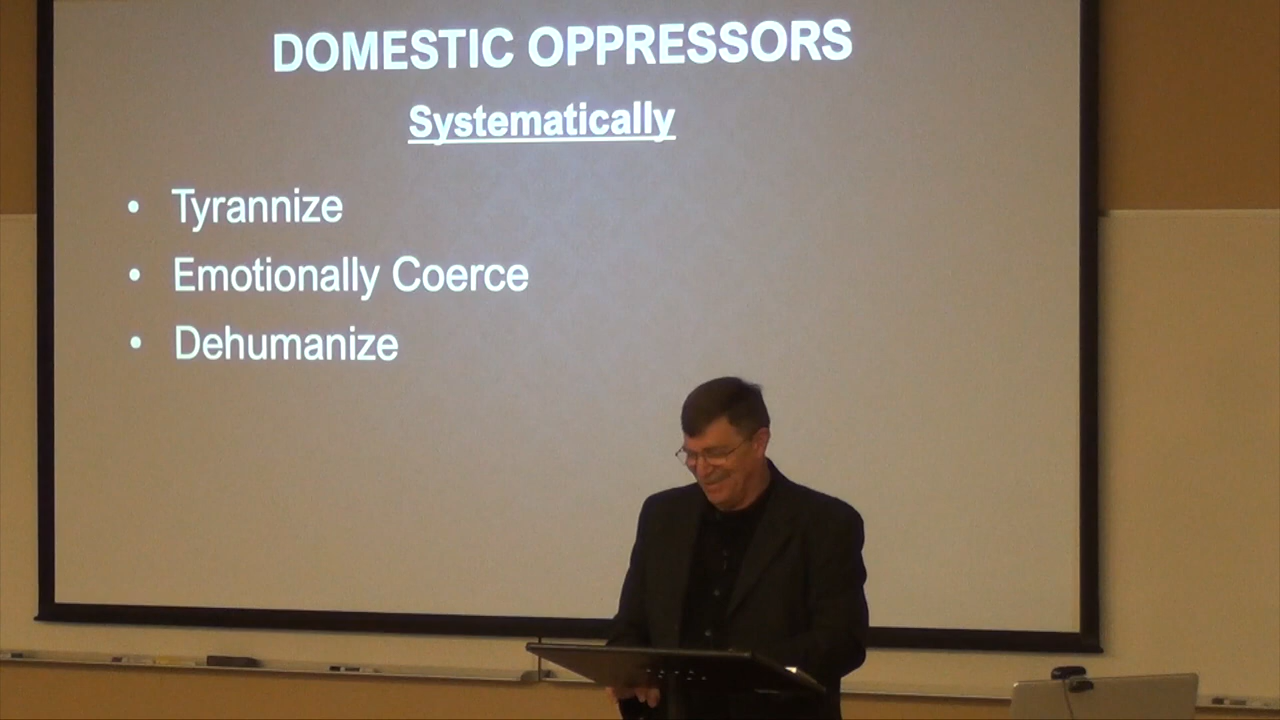 DOMESTIC OPPRESSORS
Systematically
• Tyrannize
• Emotionally Coerce
• Dehumanize